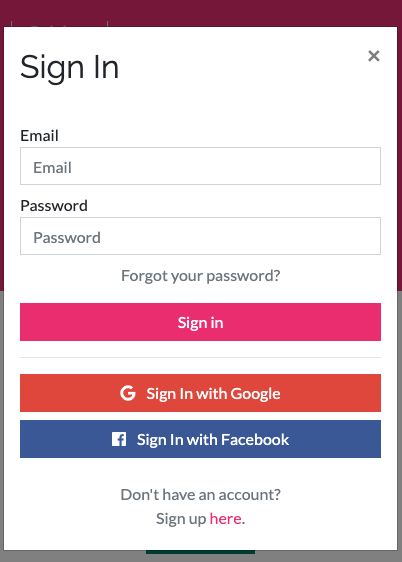 Sign In
×
Email
Email
Password
Password
Forgot your password?
Sign in
G Sign In with Google
f Sign In with Facebook
Don't have an account?
Sign up here.